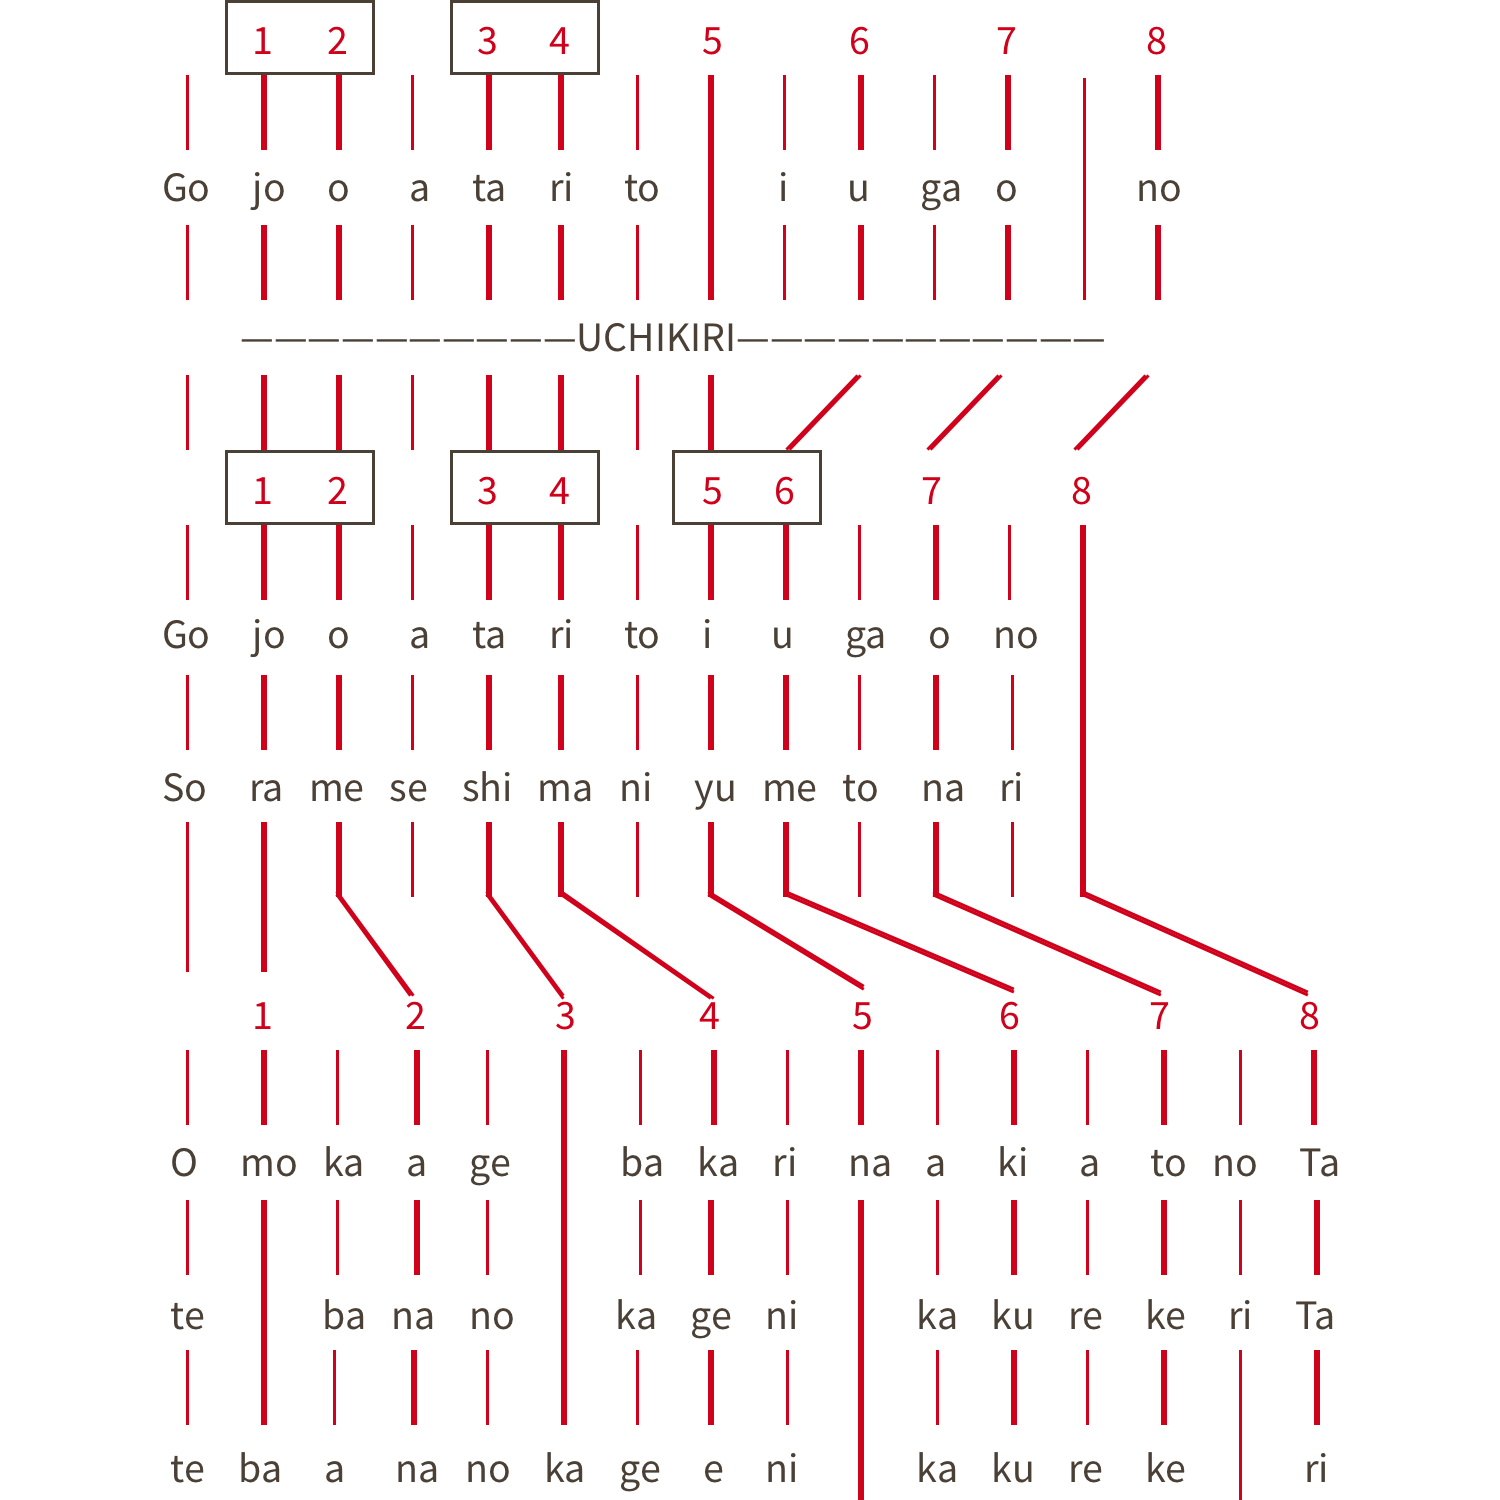 1 2 3 4 5 6 7 8
Go jo o a ta ri to i u ga o no
——————————UCHIKIRI———————————
1 2 3 4 5 6 7 8
Go jo o a ta ri to i u ga o no
So ra me se shi ma ni yu me to na ri
1 2 3 4 5 6 7 8
O mo ka a ge ba ka ri na a ki a to no Ta
te ba na no ka ge ni ka ku re ke ri Ta
te ba a na no ka ge e ni ka ku re ke ri